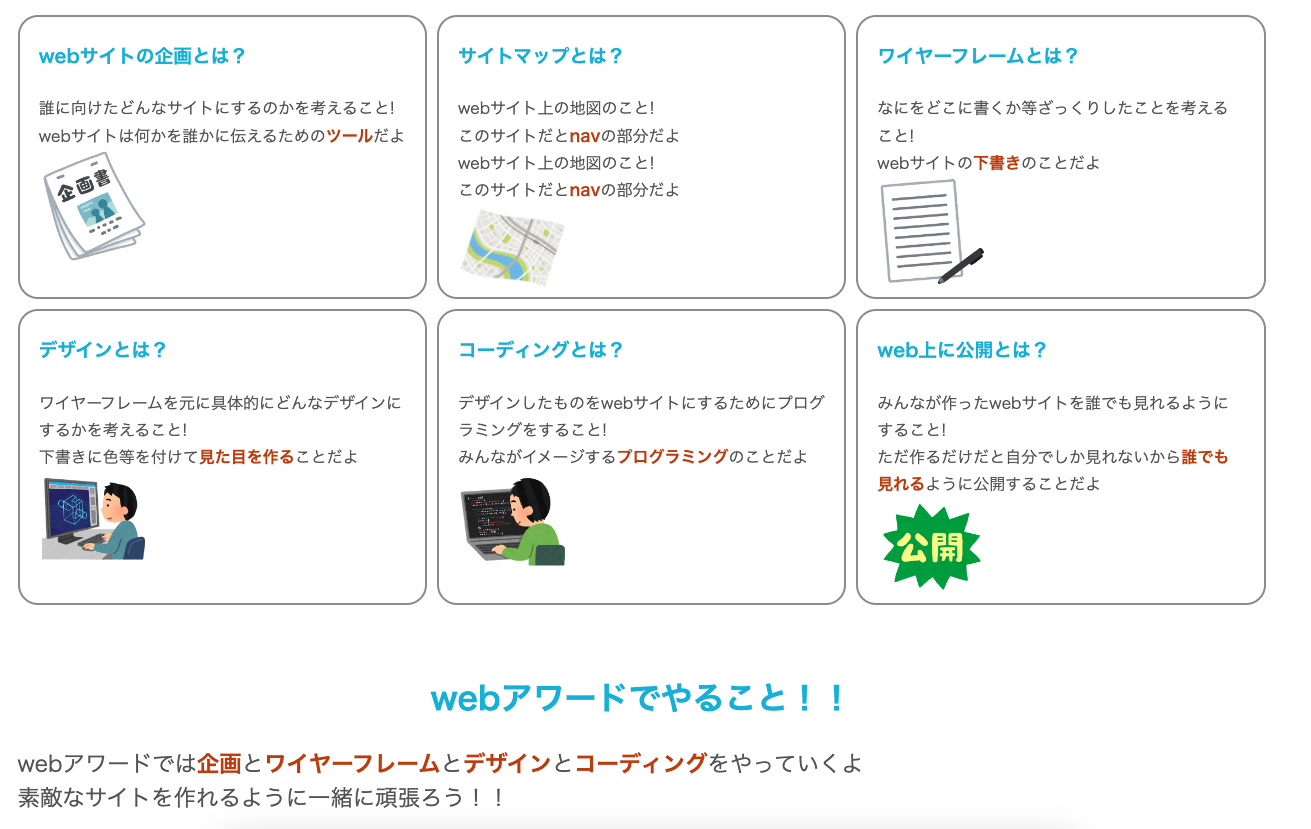 webサイトの企画とは？
誰に向けたどんなサイトにするのかを考えること!
webサイトは何かを誰かに伝えるためのツールだよ
企画書
サイトマップとは？
webサイト上の地図のこと!
このサイトだとnavの部分だよ
webサイト上の地図のこと!
このサイトだとnavの部分だよ
ワイヤーフレームとは？
なにをどこに書くか等ざっくりしたことを考える
こと!
webサイトの下書きのことだよ
デザインとは？
ワイヤーフレームを元に具体的にどんなデザインに
するかを考えること!
下書きに色等を付けて見た目を作ることだよ
コーディングとは？
デザインしたものをwebサイトにするためにプログ
ラミングをすること!
みんながイメージするプログラミングのことだよ
web上に公開とは？
みんなが作ったwebサイトを誰でも見れるように
すること!
ただ作るだけだと自分でしか見れないから誰でも
見れるように公開することだよ
公開
webアワードでやること！！
webアワードでは企画とワイヤーフレームとデザインとコーディングをやっていくよ
素敵なサイトを作れるように一緒に頑張ろう！！